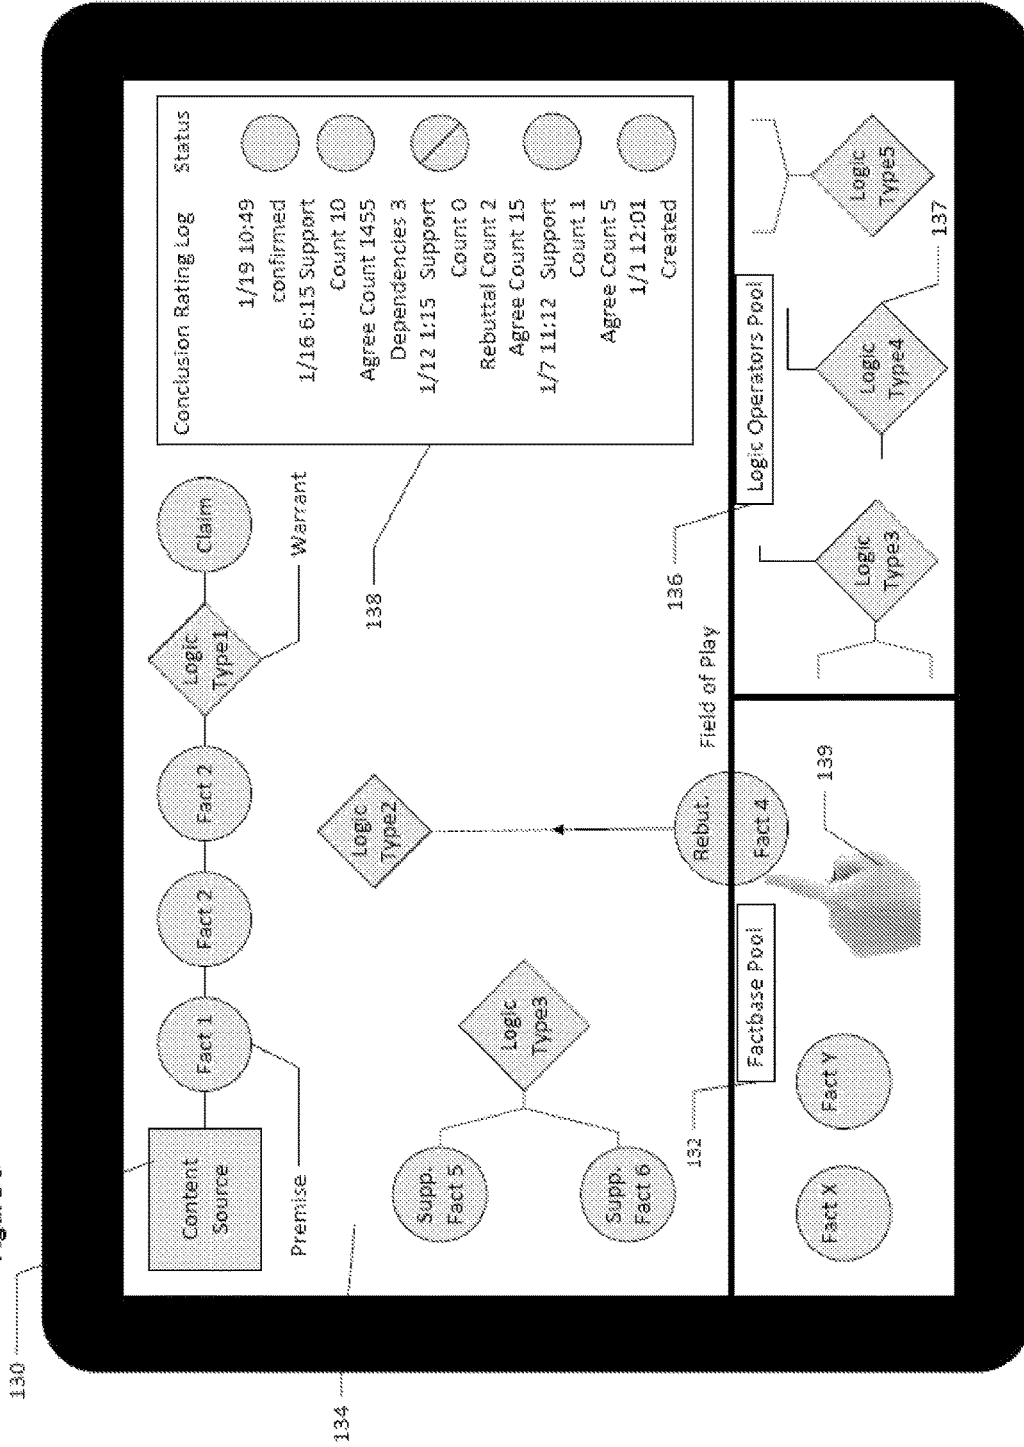 130
134
Content
Source
Fact 1
Fact 2
Fact 2
Logic
Type1
Claim
Premise
Warrant
Supp.
Fact 5
Supp.
Fact 6
Logic
Type3
Logic
Type2
138
Conclusion Rating Log Status
1/19 10:49
confirmed
1/16 6:15 Support
Count 10
Agree Count 1455
Dependencies 3
1/12 1:15 Support
Count 0
Rebuttal Count 2
Agree Count 15
1/7 11:12 Support
Count 1
Agree Count 5
1/1 12:01
Created
Field of Play
132
136
Factbase Pool
Rebut.
Fact 4
Logic Operators Pool
Fact X
Fact Y
139
Logic
Type3
Logic
Type4
Logic
Type5
137